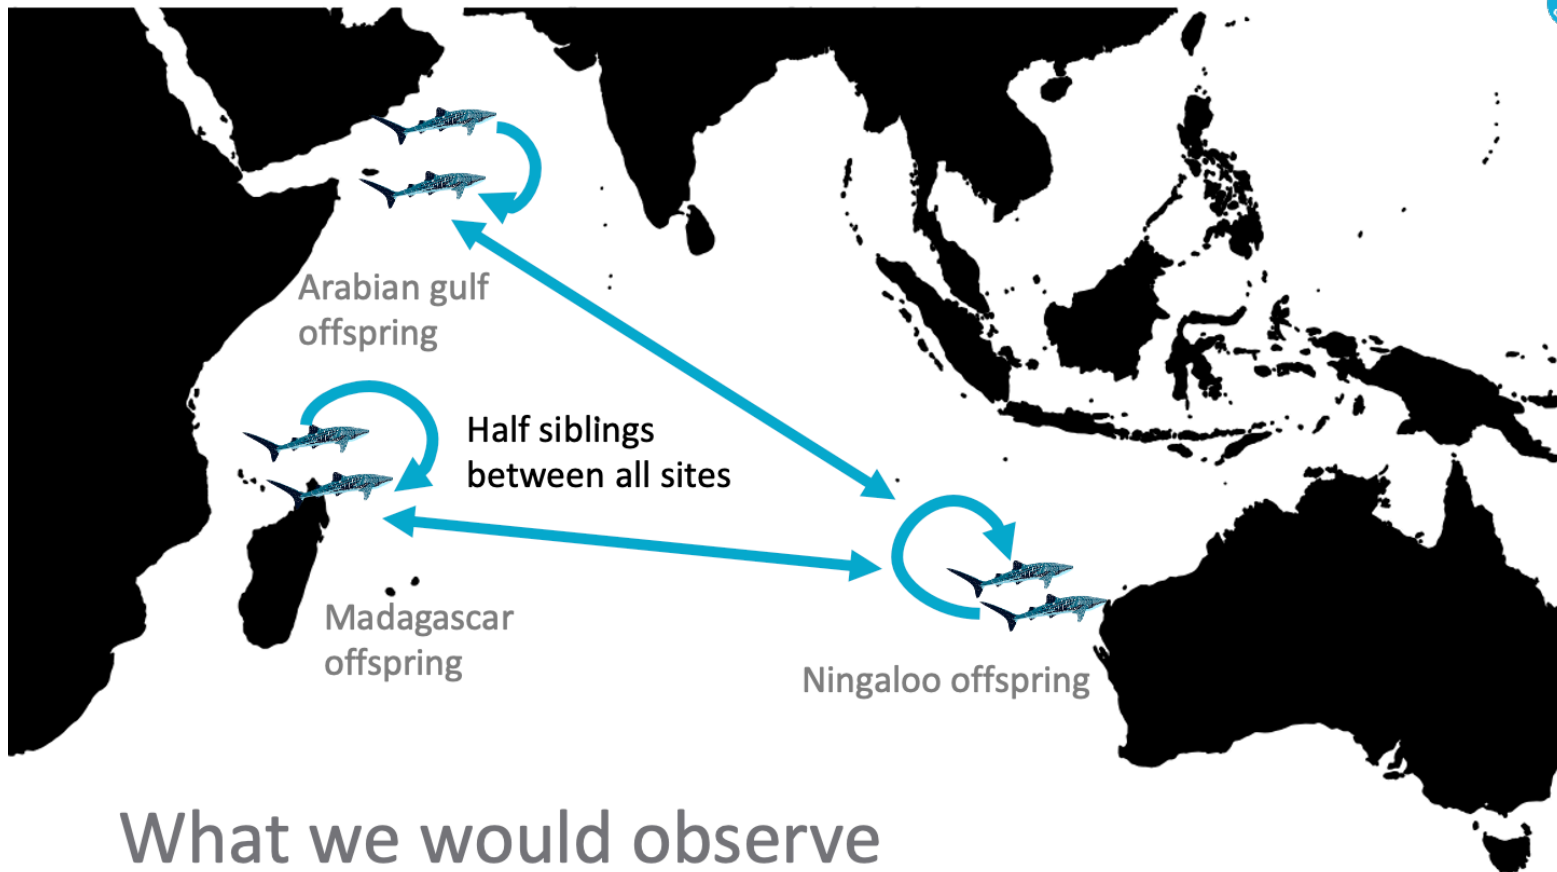 Arabian gulf
offspring
Half siblings
between all sites
Madagascar
offspring
Ningaloo offspring
What we would observe